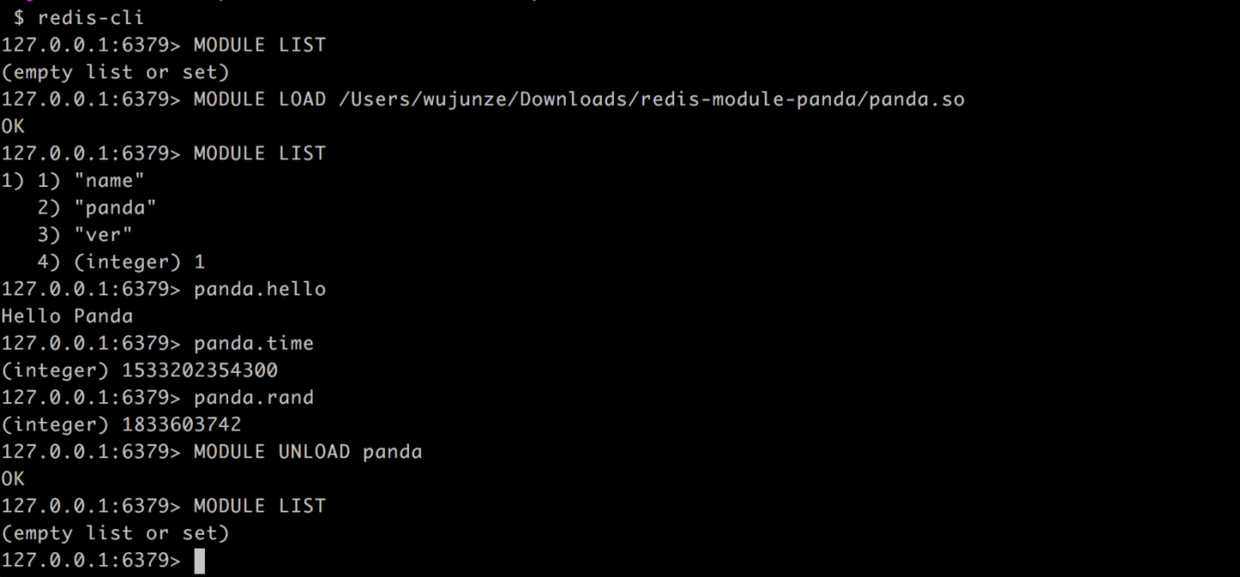 $ redis-cli
127.0.0.1:6379> MODULE LIST
(empty list or set)
127.0.0.1:6379> MODULE LOAD /Users/wujunze/Downloads/redis-module-panda/panda.so
OK
127.0.0.1:6379> MODULE LIST
1) 1) "name"
   2) "panda"
   3) "ver"
   4) (integer) 1
127.0.0.1:6379> panda.hello
Hello Panda
127.0.0.1:6379> panda.time
(integer) 1533202354300
127.0.0.1:6379> panda.rand
(integer) 1833603742
127.0.0.1:6379> MODULE UNLOAD panda
OK
127.0.0.1:6379> MODULE LIST
(empty list or set)
127.0.0.1:6379>